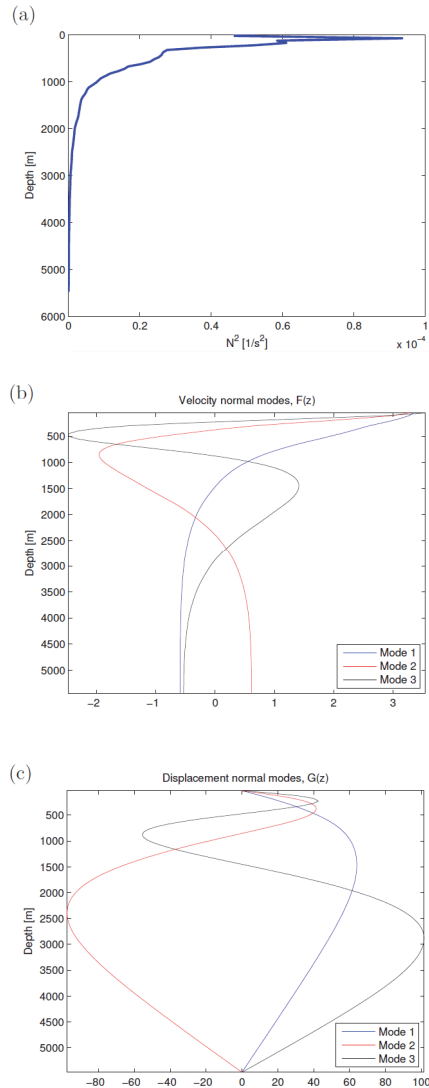 (a)
0
1000
2000
3000
4000
5000
6000
Depth [m]
0 0.2 0.4 0.6 0.8 1
N² [1/s²]
x 10⁻⁴
(b)
Velocity normal modes, F(z)
500
1000
1500
2000
2500
3000
3500
4000
4500
5000
Depth [m]
Mode 1
Mode 2
Mode 3
−2 −1 0 1 2 3
(c)
Displacement normal modes, G(z)
500
1000
1500
2000
2500
3000
3500
4000
4500
5000
Depth [m]
Mode 1
Mode 2
Mode 3
−80 −60 −40 −20 0 20 40 60 80 100